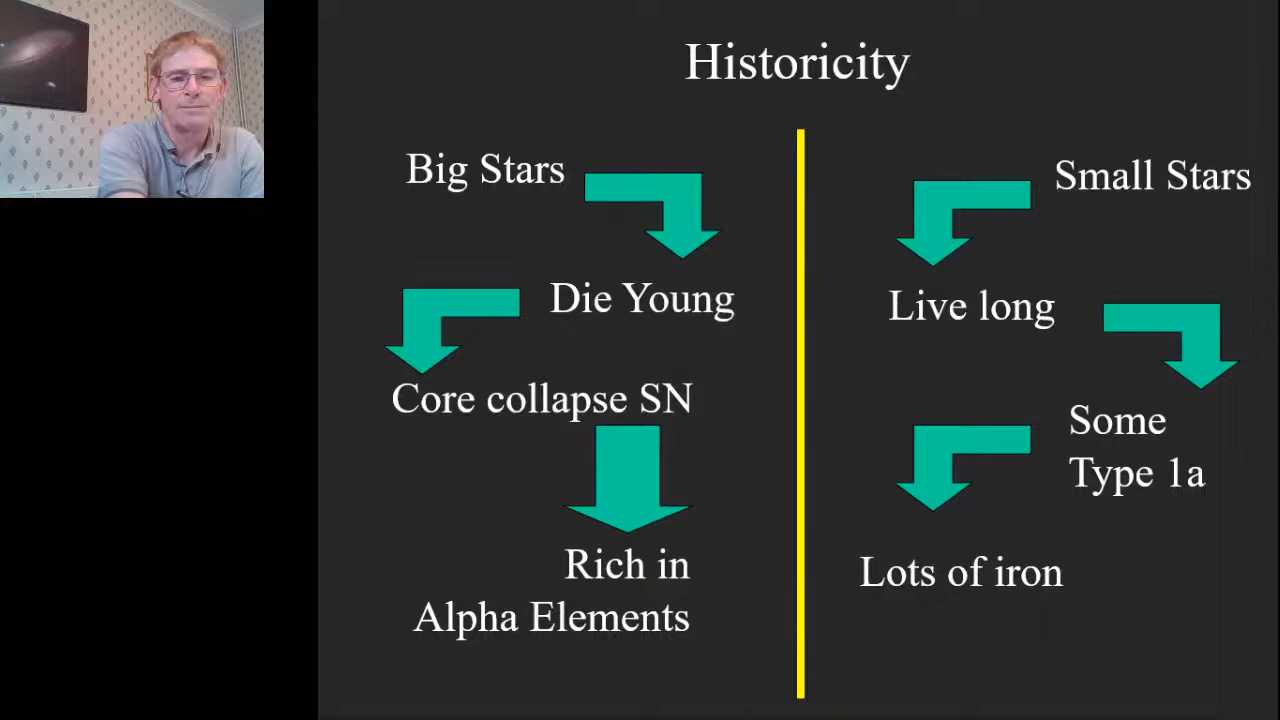 Historicity
Big Stars
Die Young
Core collapse SN
Rich in
Alpha Elements
Small Stars
Live long
Some
Type 1a
Lots of iron